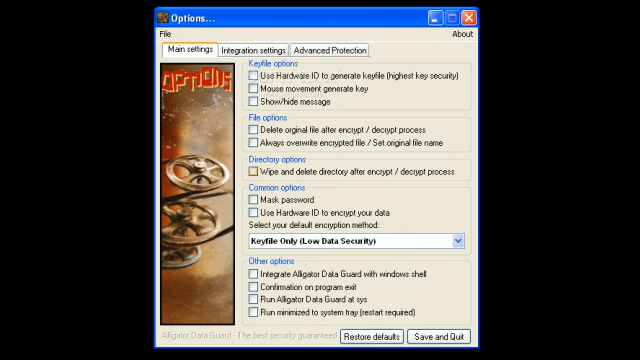 Options...
File
About
Main settings
Integration settings
Advanced Protection
OPTIONS
Keyfile options
Use Hardware ID to generate keyfile (highest key security)
Mouse movement generate key
Show/hide message
File options
Delete orginal file after encrypt / decrypt process
Always overwrite encrypted file / Set original file name
Directory options
Wipe and delete directory after encrypt / decrypt process
Common options
Mask password
Use Hardware ID to encrypt your data
Select your default encryption method:
Keyfile Only (Low Data Security)
Other options
Integrate Alligator Data Guard with windows shell
Confirmation on program exit
Run Alligator Data Guard at sys
Run minimized to system tray (restart required)
Alligator Data Guard - The best security guaranteed
Restore defaults
Save and Quit